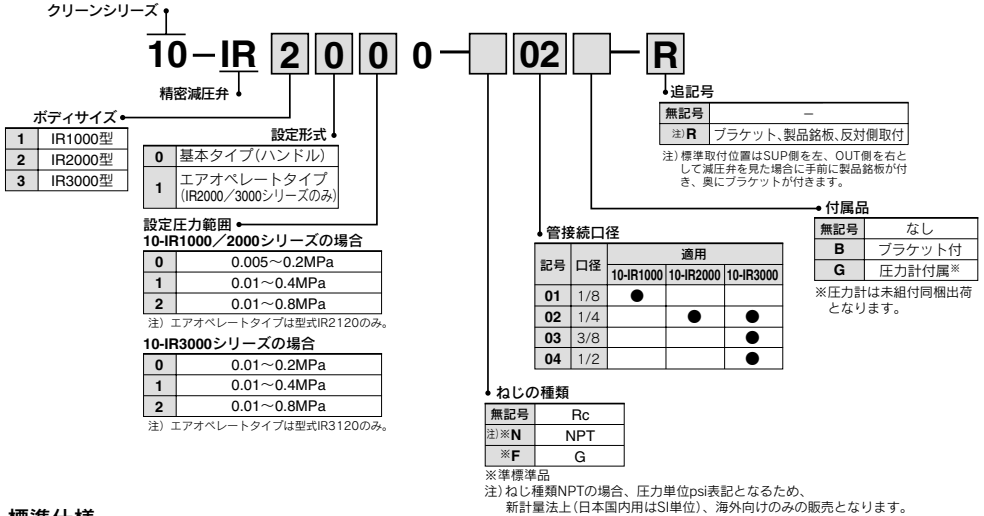 クリーンシリーズ
10-IR 2 0 0 0- 02 -R
精密減圧弁
ボディサイズ
1 IR1000型
2 IR2000型
3 IR3000型
設定形式
0 基本タイプ(ハンドル)
1 エアオペレートタイプ
(IR2000／3000シリーズのみ)
設定圧力範囲
10-IR1000／2000シリーズの場合
0 0.005～0.2MPa
1 0.01～0.4MPa
2 0.01～0.8MPa
注）エアオペレートタイプは型式IR2120のみ。
10-IR3000シリーズの場合
0 0.01～0.2MPa
1 0.01～0.4MPa
2 0.01～0.8MPa
注）エアオペレートタイプは型式IR3120のみ。
追記号
無記号 －
注)R ブラケット、製品銘板、反対側取付
注）標準取付位置はSUP側を左、OUT側を右と
して減圧弁を見た場合に手前に製品銘板が付
き、奥にブラケットが付きます。
付属品
無記号 なし
B ブラケット付
G 圧力計付属※
※圧力計は未組付同梱出荷
となります。
管接続口径
記号 口径 適用
10-IR1000 10-IR2000 10-IR3000
01 1/8 ●
02 1/4 ● ●
03 3/8 ●
04 1/2 ●
ねじの種類
無記号 Rc
注)※N NPT
※F G
※準標準品
注）ねじ種類NPTの場合、圧力単位psi表記となるため、
新計量法上(日本国内用はSI単位)、海外向けのみの販売となります。